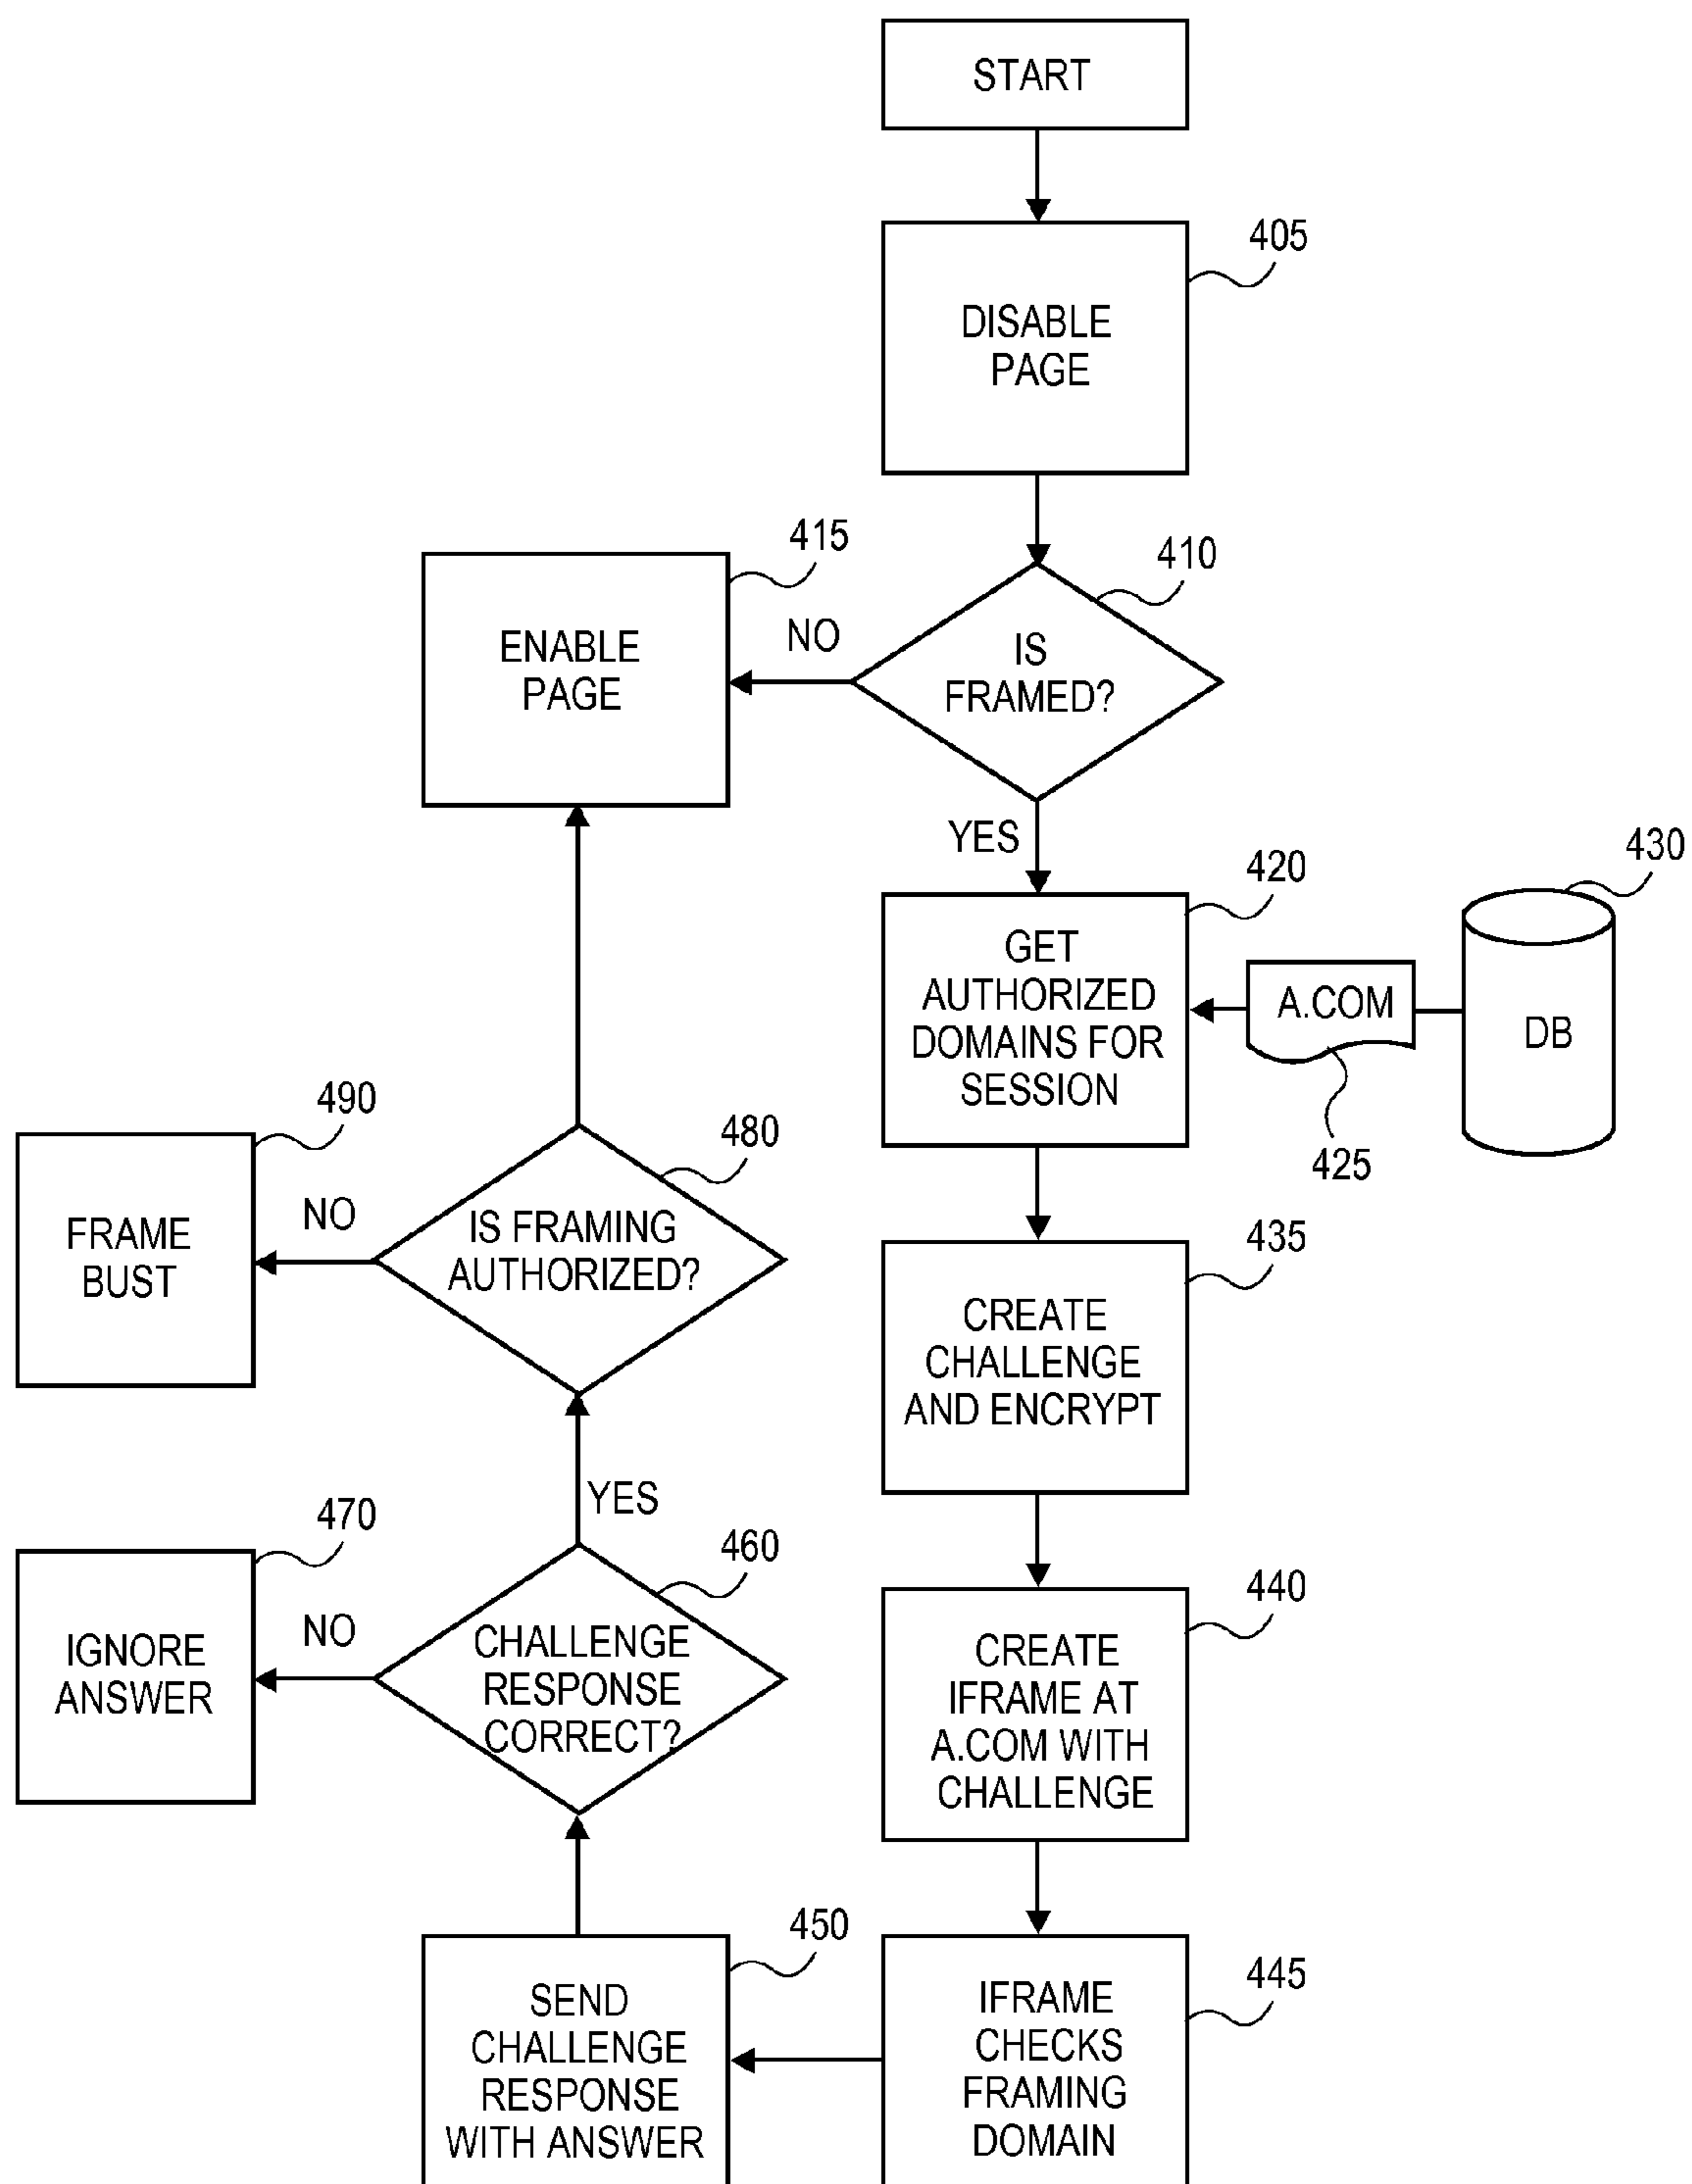 START
405
DISABLE
PAGE
415
410
ENABLE
PAGE
NO
IS
FRAMED?
YES
420
430
GET
AUTHORIZED
DOMAINS FOR
SESSION
A.COM
DB
425
490
480
FRAME
BUST
NO
IS FRAMING
AUTHORIZED?
435
CREATE
CHALLENGE
AND ENCRYPT
YES
470
460
IGNORE
ANSWER
NO
CHALLENGE
RESPONSE
CORRECT?
440
CREATE
IFRAME AT
A.COM WITH
CHALLENGE
450
SEND
CHALLENGE
RESPONSE
WITH ANSWER
445
IFRAME
CHECKS
FRAMING
DOMAIN